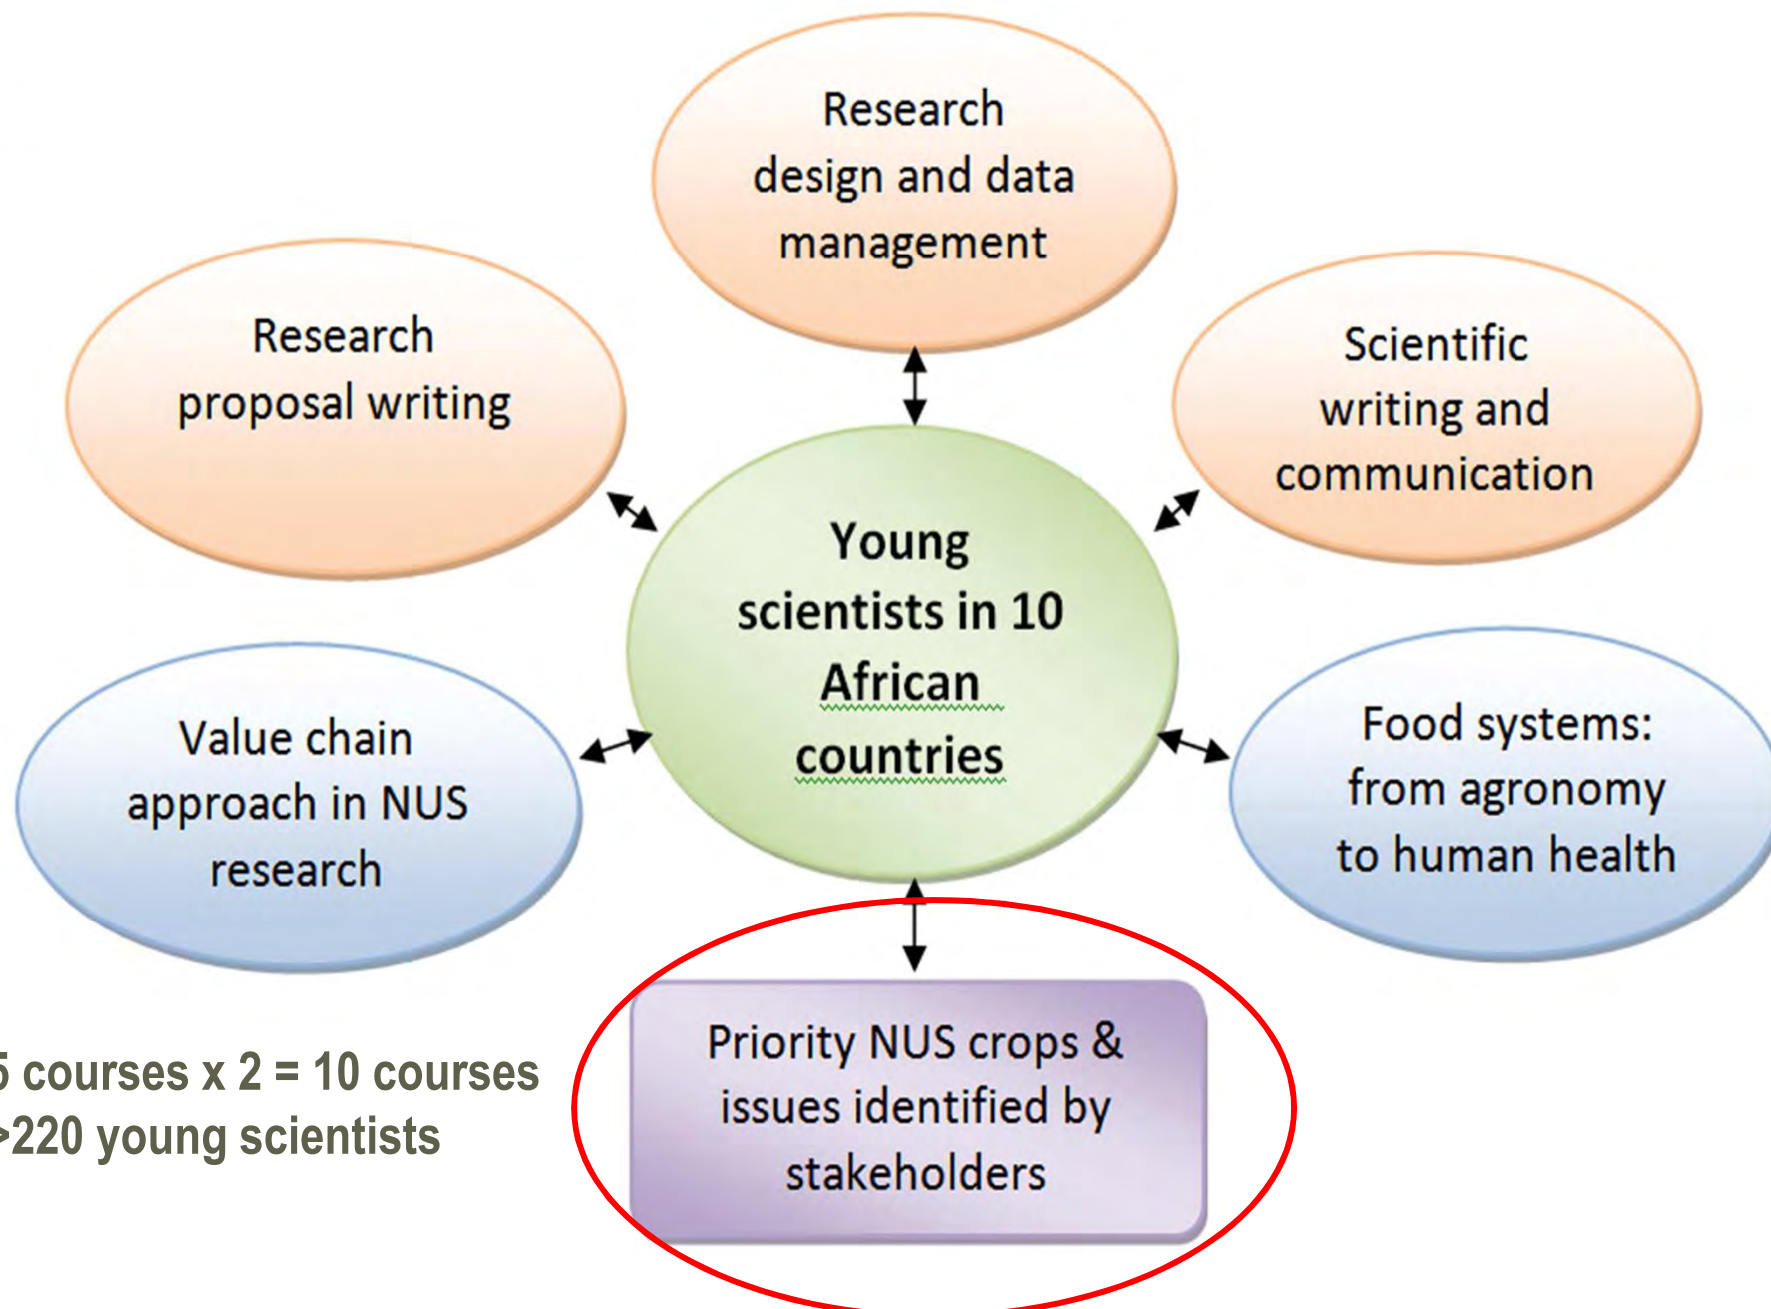 Research
design and data
management
Research
proposal writing
Scientific
writing and
communication
Young
scientists in 10
African
countries
Value chain
approach in NUS
research
Food systems:
from agronomy
to human health
Priority NUS crops &
issues identified by
stakeholders
5 courses x 2 = 10 courses
>220 young scientists